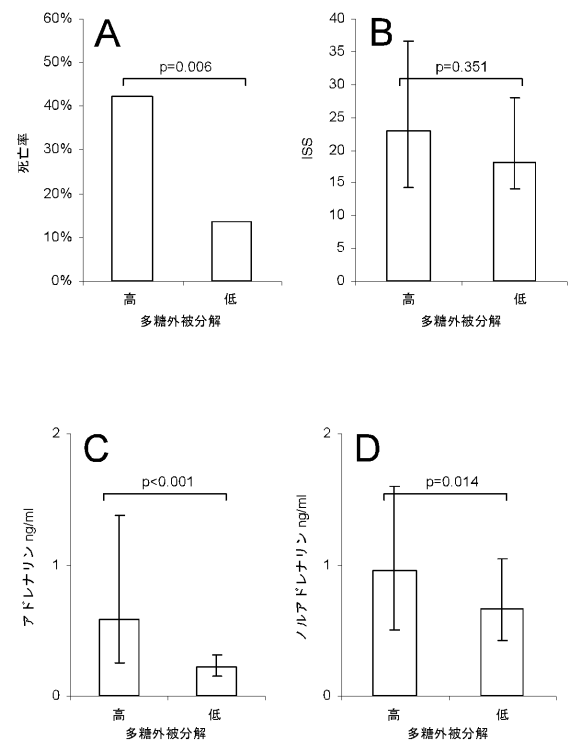 A
60%
50%
40%
30%
20%
10%
0%
死亡率
p=0.006
高
低
多糖外被分解
B
40
35
30
25
20
15
10
5
0
ISS
p=0.351
高
低
多糖外被分解
C
2
1
0
アドレナリン ng/ml
p<0.001
高
低
多糖外被分解
D
2
1
0
ノルアドレナリン ng/ml
p=0.014
高
低
多糖外被分解